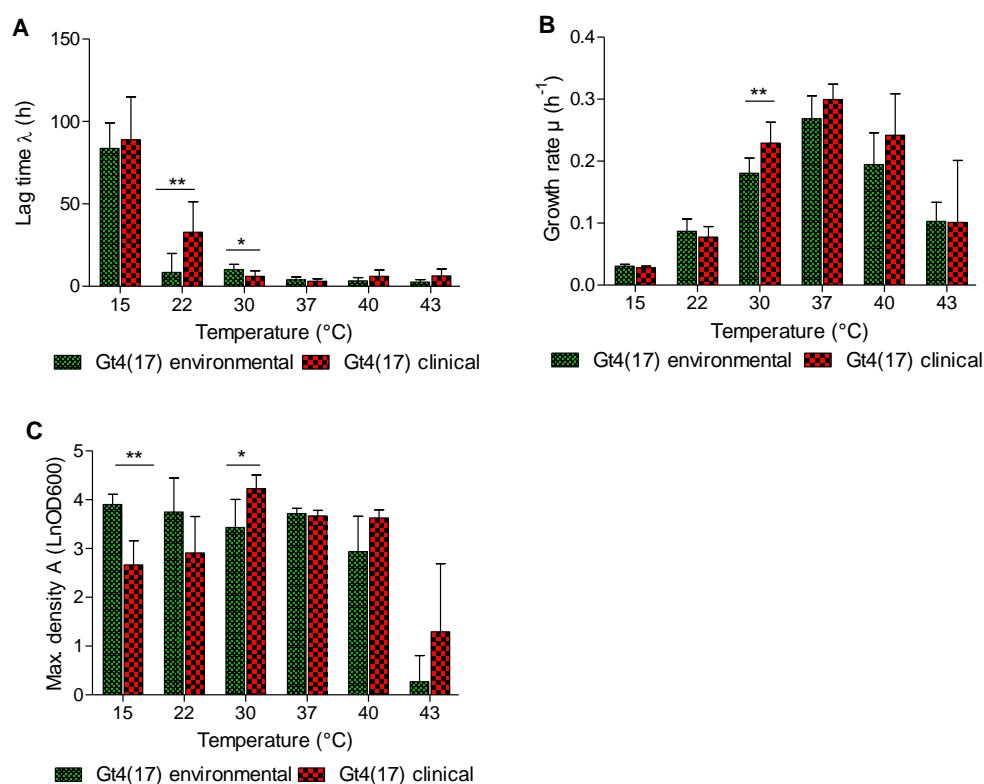 A
150
100
50
0
Lag time λ (h)
**
*
15 22 30 37 40 43
Temperature (°C)
Gt4(17) environmental Gt4(17) clinical
B
0.4
0.3
0.2
0.1
0.0
Growth rate µ (h-1)
**
15 22 30 37 40 43
Temperature (°C)
Gt4(17) environmental Gt4(17) clinical
C
5
4
3
2
1
0
Max. density A (LnOD600)
**
*
15 22 30 37 40 43
Temperature (°C)
Gt4(17) environmental Gt4(17) clinical